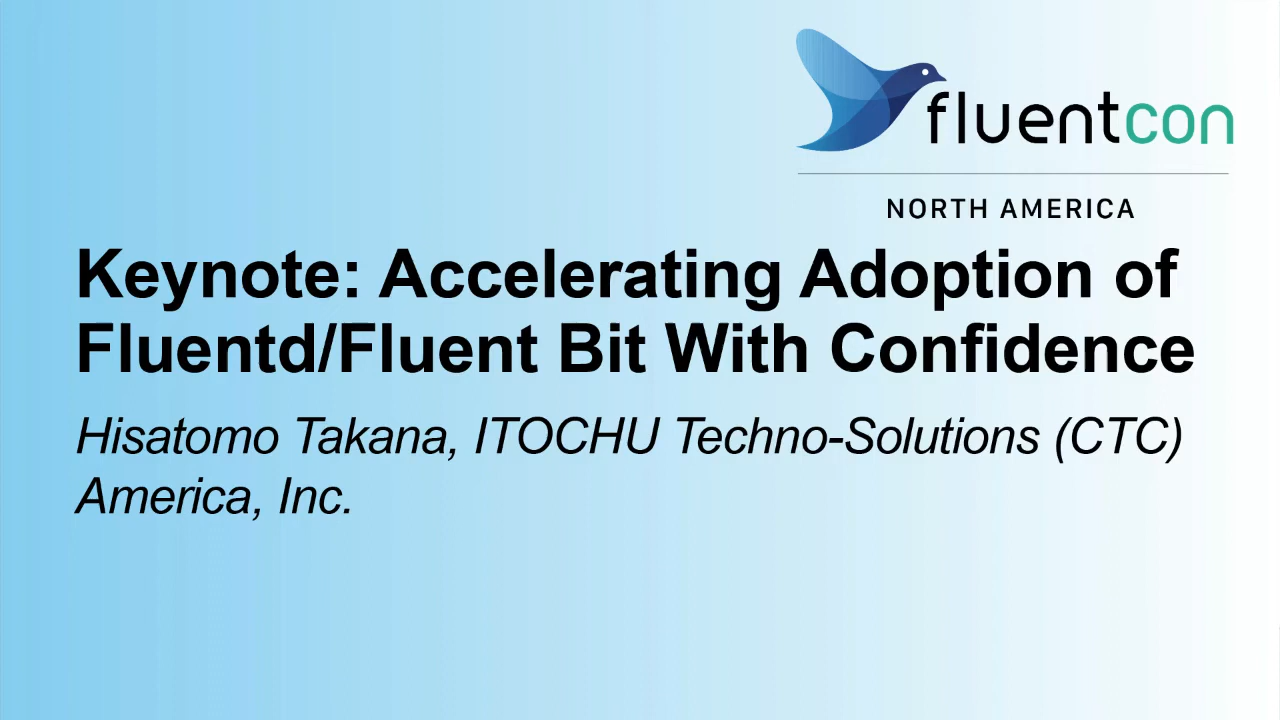 fluentcon
NORTH AMERICA
Keynote: Accelerating Adoption of
Fluentd/Fluent Bit With Confidence
Hisatomo Takana, ITOCHU Techno-Solutions (CTC)
America, Inc.